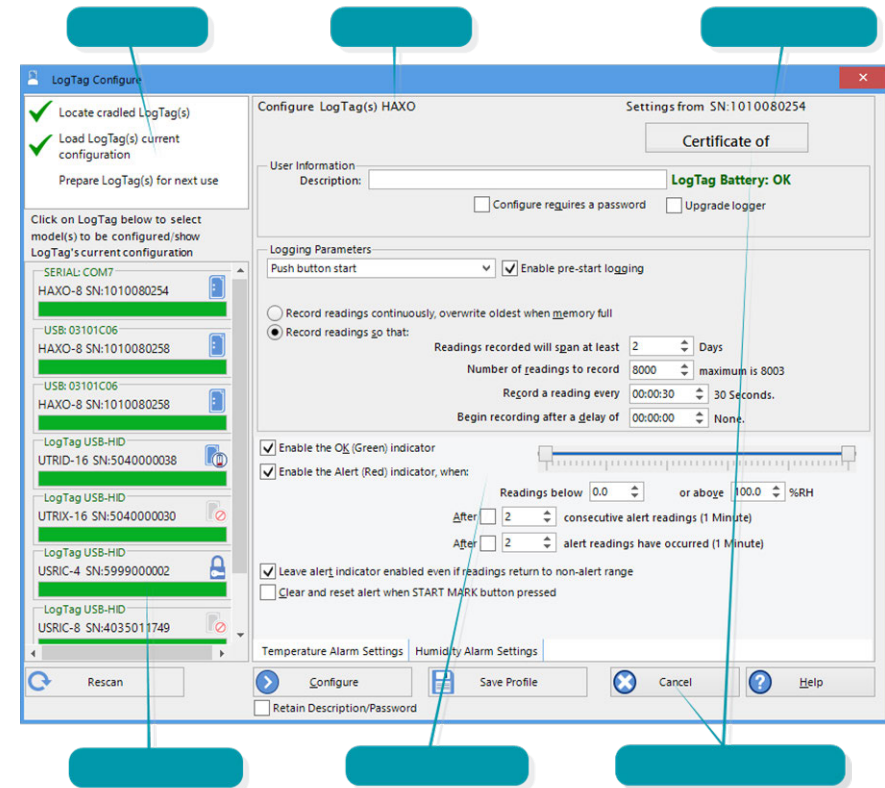 LogTag Configure
Locate cradled LogTag(s)
Load LogTag(s) current
configuration
Prepare LogTag(s) for next use
Click on LogTag below to select
model(s) to be configured/show
LogTag's current configuration
SERIAL: COM7
HAXO-8 SN:1010080254
USB: 03101C06
HAXO-8 SN:1010080258
USB: 03101C06
HAXO-8 SN:1010080258
LogTag USB-HID
UTRID-16 SN:5040000038
LogTag USB-HID
UTRIX-16 SN:5040000030
LogTag USB-HID
USRIC-4 SN:5999000002
LogTag USB-HID
USRIC-8 SN:4035011749
Rescan
Configure LogTag(s) HAXO Settings from SN:1010080254
Certificate of
User Information
Description: LogTag Battery: OK
Configure requires a password Upgrade logger
Logging Parameters
Push button start Enable pre-start logging
Record readings continuously, overwrite oldest when memory full
Record readings so that:
Readings recorded will span at least 2 Days
Number of readings to record 8000 maximum is 8003
Record a reading every 00:00:30 30 Seconds.
Begin recording after a delay of 00:00:00 None.
Enable the OK (Green) indicator
Enable the Alert (Red) indicator, when:
Readings below 0.0 or above 100.0 %RH
After 2 consecutive alert readings (1 Minute)
After 2 alert readings have occurred (1 Minute)
Leave alert indicator enabled even if readings return to non-alert range
Clear and reset alert when START MARK button pressed
Temperature Alarm Settings Humidity Alarm Settings
Configure Save Profile Cancel Help
Retain Description/Password